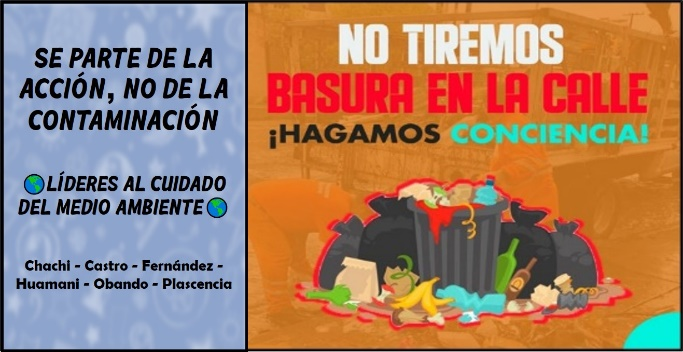 SE PARTE DE LA
ACCIÓN, NO DE LA
CONTAMINACIÓN
🌎LÍDERES AL CUIDADO
DEL MEDIO AMBIENTE🌎
Chachi - Castro - Fernández -
Huamani - Obando - Plascencia
NO TIREMOS
BASURA EN LA CALLE
¡HAGAMOS CONCIENCIA!